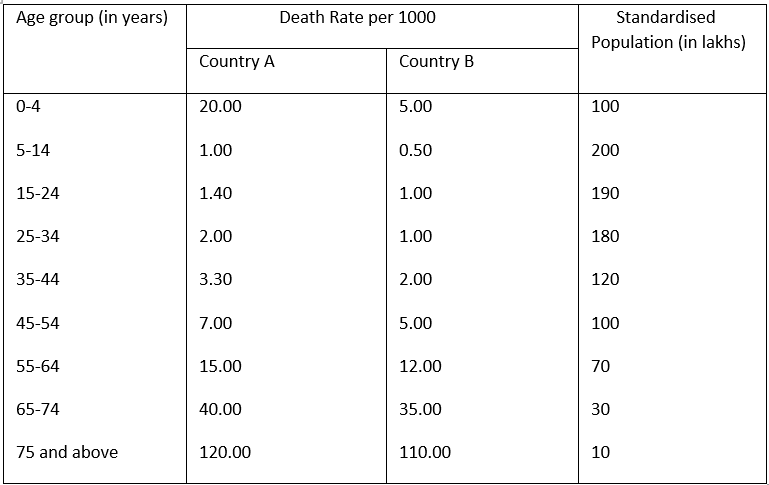 Age group (in years) Death Rate per 1000 Standardised
Population (in lakhs)
Country A Country B
0-4 20.00 5.00 100
5-14 1.00 0.50 200
15-24 1.40 1.00 190
25-34 2.00 1.00 180
35-44 3.30 2.00 120
45-54 7.00 5.00 100
55-64 15.00 12.00 70
65-74 40.00 35.00 30
75 and above 120.00 110.00 10